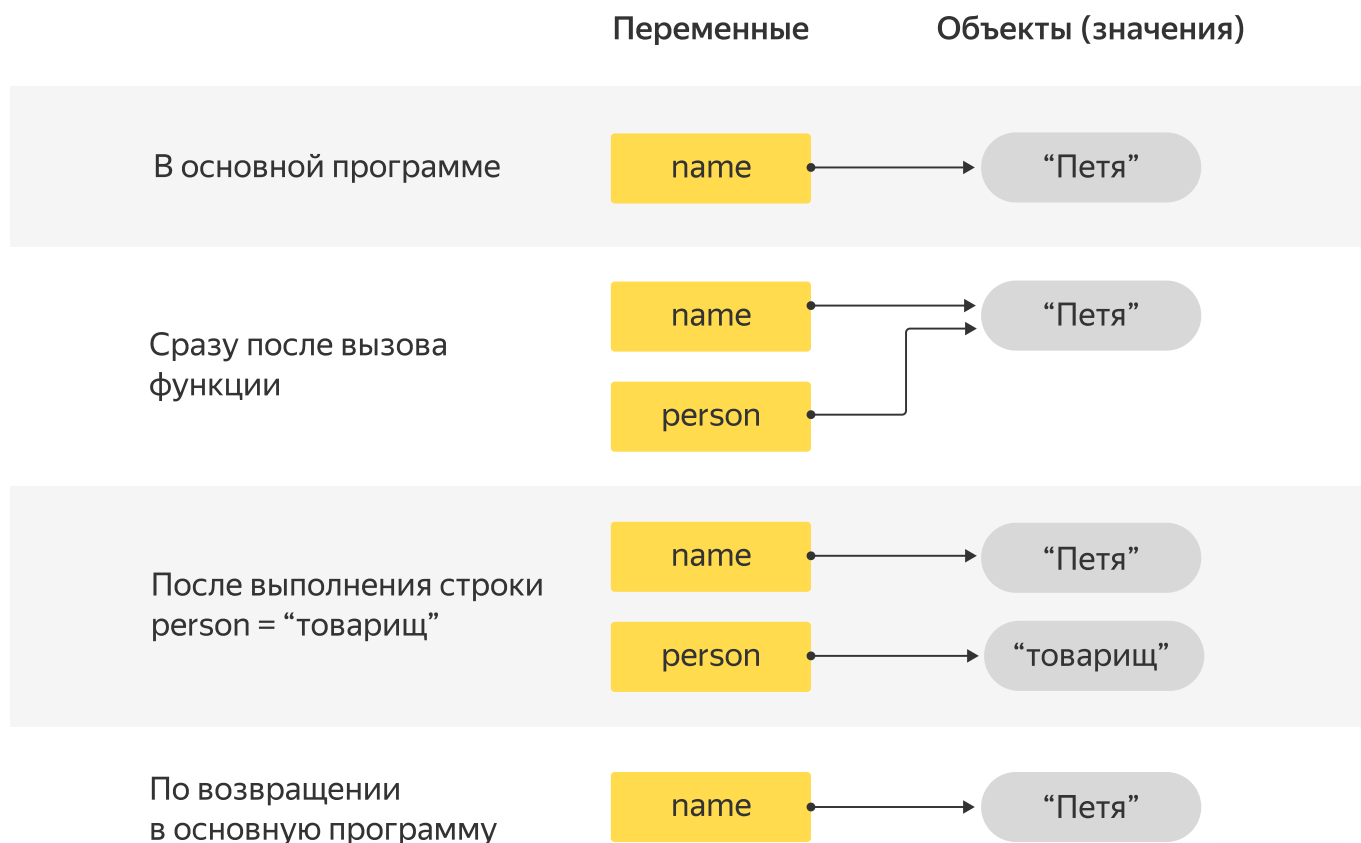 Переменные
Объекты (значения)
В основной программе
name
“Петя”
Сразу после вызова
функции
name
“Петя”
person
После выполнения строки
person = “товарищ”
name
“Петя”
person
“товарищ”
По возвращении
в основную программу
name
“Петя”